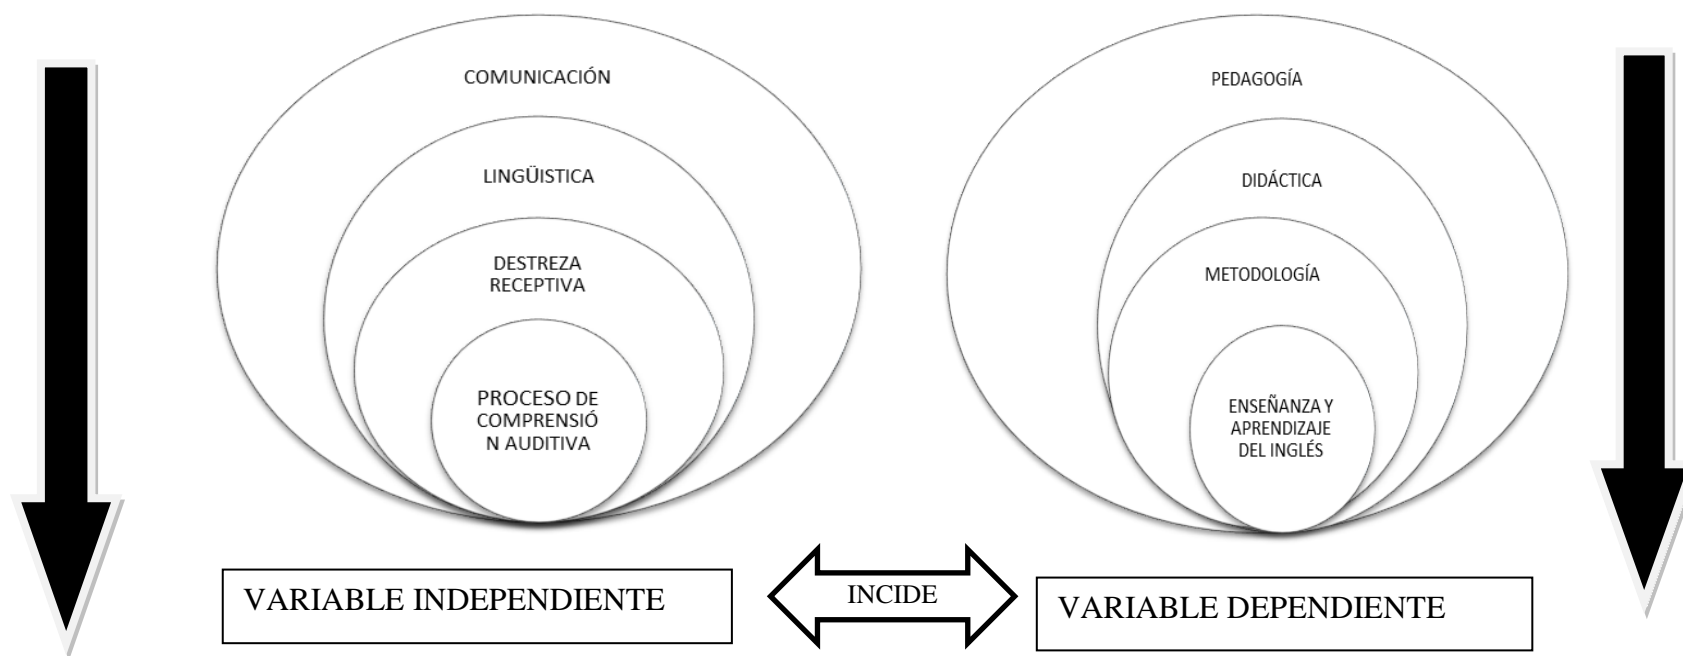 COMUNICACIÓN
LINGÜISTICA
DESTREZA
RECEPTIVA
PROCESO DE
COMPRENSIÓ
N AUDITIVA
PEDAGOGÍA
DIDÁCTICA
METODOLOGÍA
ENSEÑANZA Y
APRENDIZAJE
DEL INGLÉS
VARIABLE INDEPENDIENTE
INCIDE
VARIABLE DEPENDIENTE